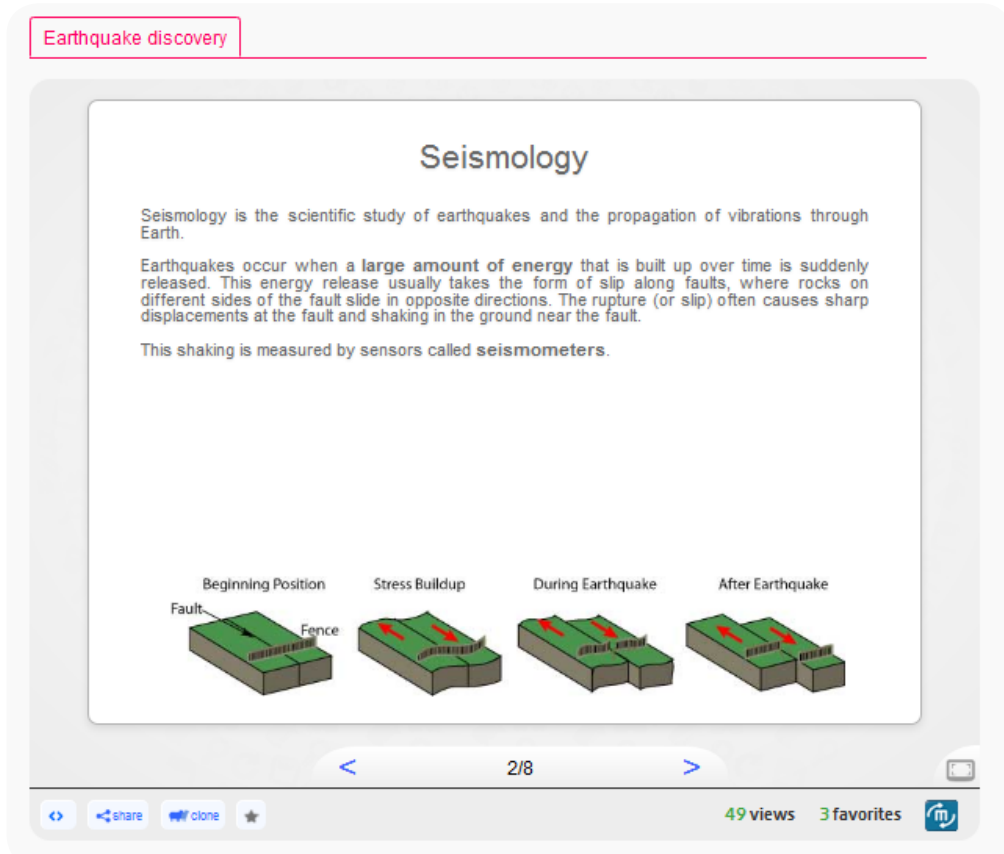 Earthquake discovery
Seismology
Seismology is the scientific study of earthquakes and the propagation of vibrations through
Earth.
Earthquakes occur when a large amount of energy that is built up over time is suddenly
released. This energy release usually takes the form of slip along faults, where rocks on
different sides of the fault slide in opposite directions. The rupture (or slip) often causes sharp
displacements at the fault and shaking in the ground near the fault.
This shaking is measured by sensors called seismometers.
Beginning Position Stress Buildup During Earthquake After Earthquake
Fault
Fence
< 2/8 >
<> share clone 49 views 3 favorites m